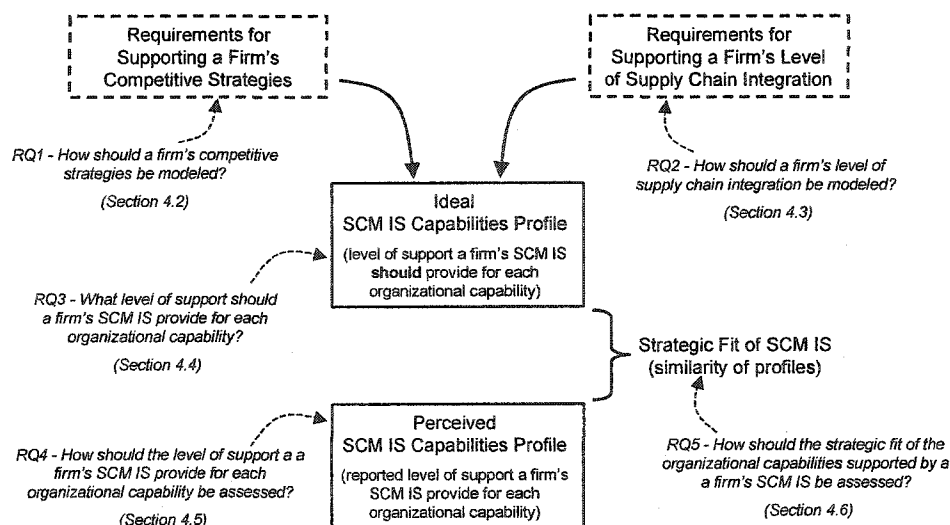 Requirements for
Supporting a Firm's
Competitive Strategies
Requirements for
Supporting a Firm's Level
of Supply Chain Integration
RQ1 - How should a firm's competitive
strategies be modeled?
(Section 4.2)
RQ2 - How should a firm's level of
supply chain integration be modeled?
(Section 4.3)
Ideal
SCM IS Capabilities Profile
(level of support a firm's SCM IS
should provide for each
organizational capability)
RQ3 - What level of support should
a firm's SCM IS provide for each
organizational capability?
(Section 4.4)
Strategic Fit of SCM IS
(similarity of profiles)
Perceived
SCM IS Capabilities Profile
(reported level of support a firm's
SCM IS provide for each
organizational capability)
RQ4 - How should the level of support a a
firm's SCM IS provide for each
organizational capability be assessed?
(Section 4.5)
RQ5 - How should the strategic fit of the
organizational capabilities supported by a
a firm's SCM IS be assessed?
(Section 4.6)